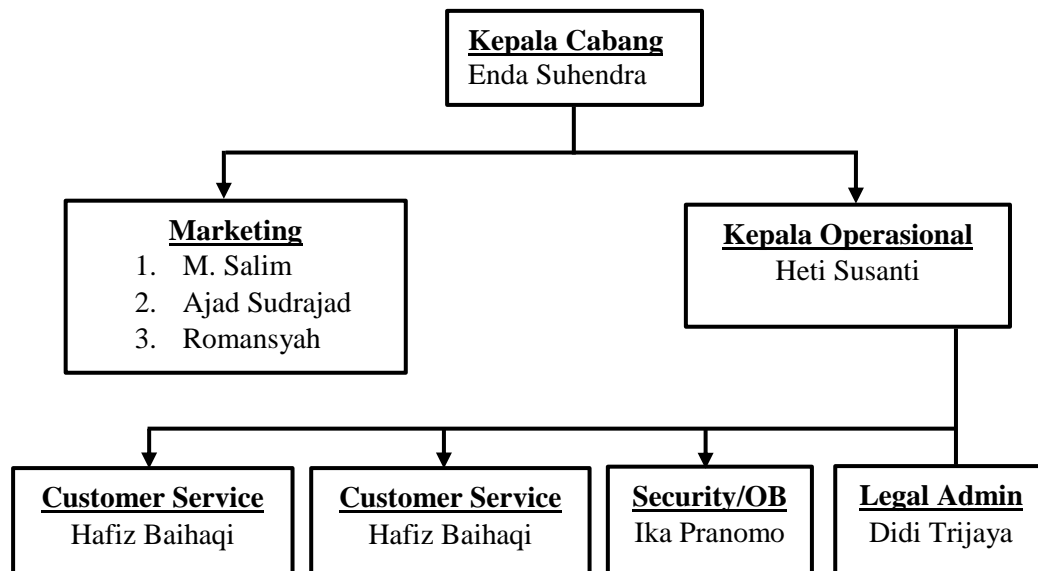 Kepala Cabang
Enda Suhendra
Marketing
1. M. Salim
2. Ajad Sudrajad
3. Romansyah
Kepala Operasional
Heti Susanti
Customer Service
Hafiz Baihaqi
Customer Service
Hafiz Baihaqi
Security/OB
Ika Pranomo
Legal Admin
Didi Trijaya